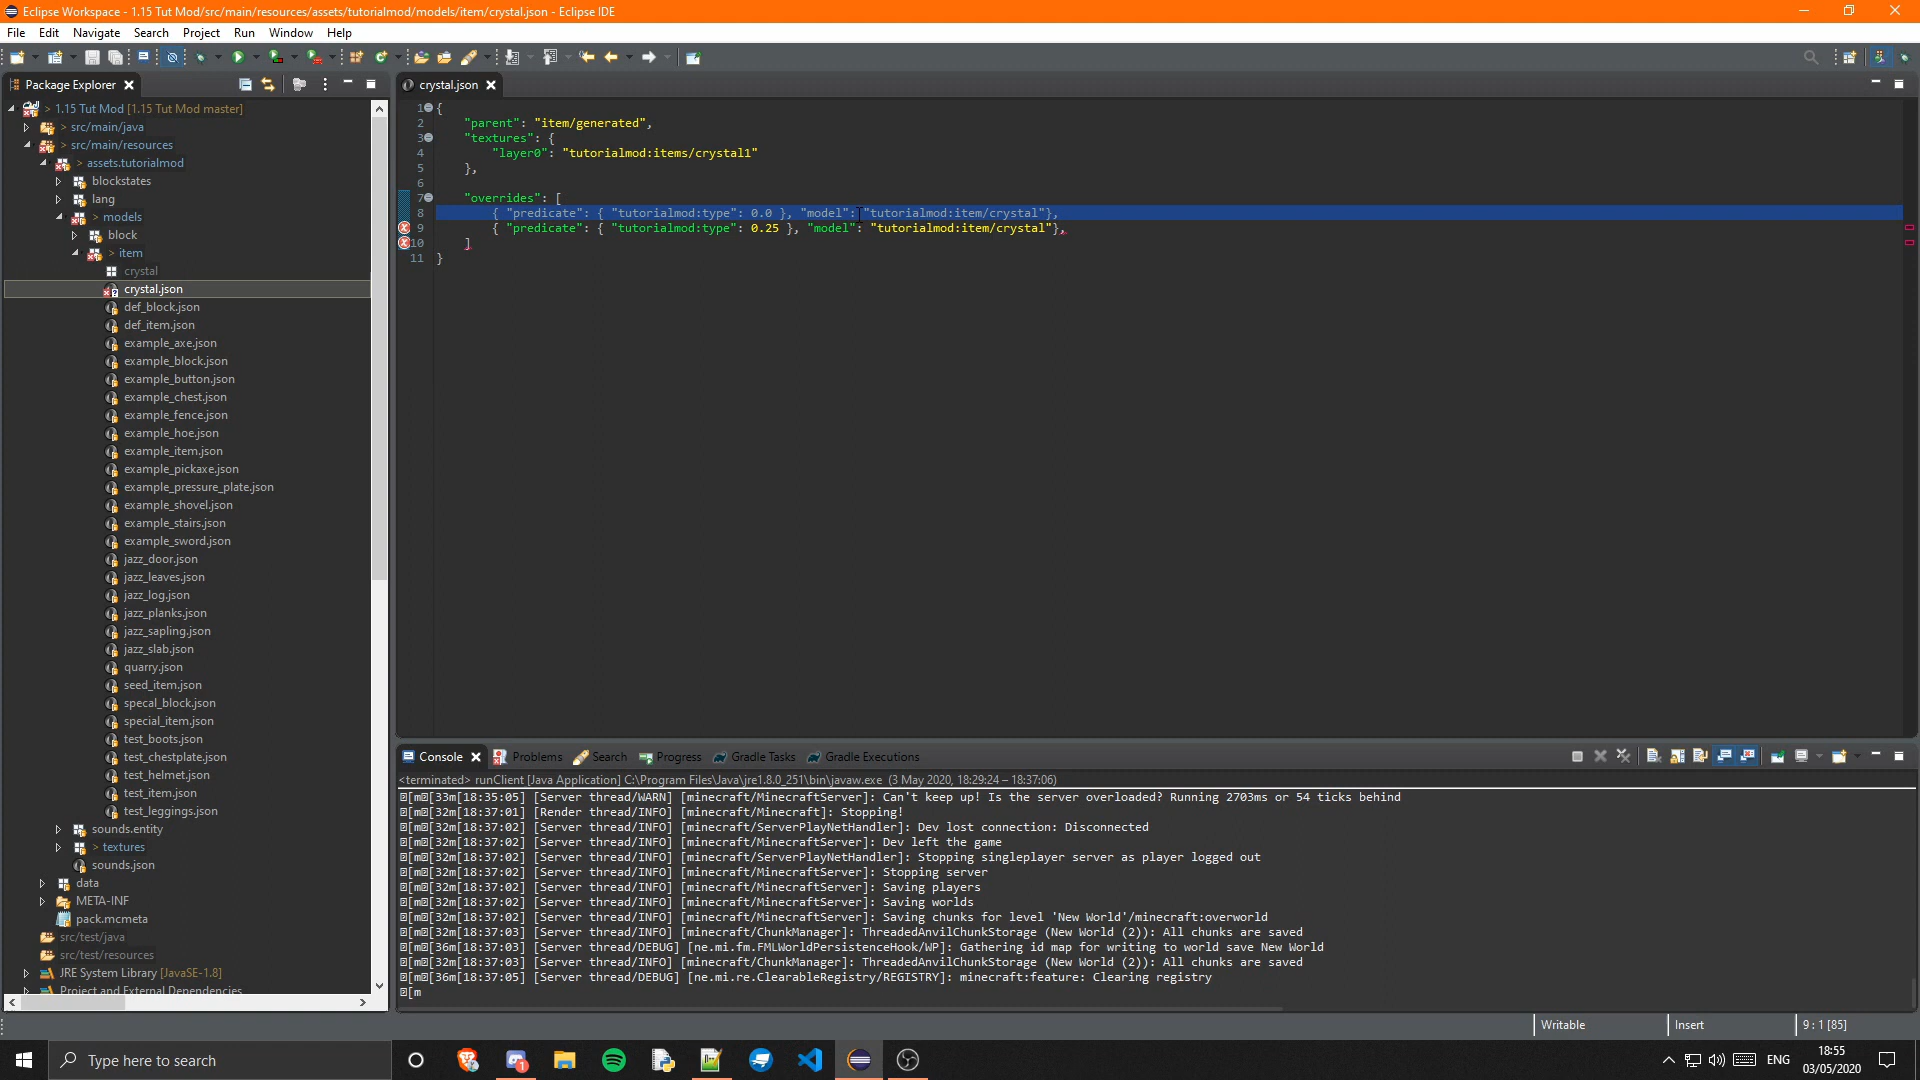 Eclipse Workspace - 1.15 Tut Mod/src/main/resources/assets/tutorialmod/models/item/crystal.json - Eclipse IDE
File Edit Navigate Search Project Run Window Help
Package Explorer
> 1.15 Tut Mod [1.15 Tut Mod master]
> src/main/java
> src/main/resources
> assets.tutorialmod
blockstates
lang
> models
block
> item
crystal
crystal.json
def_block.json
def_item.json
example_axe.json
example_block.json
example_button.json
example_chest.json
example_fence.json
example_hoe.json
example_item.json
example_pickaxe.json
example_pressure_plate.json
example_shovel.json
example_stairs.json
example_sword.json
jazz_door.json
jazz_leaves.json
jazz_log.json
jazz_planks.json
jazz_sapling.json
jazz_slab.json
quarry.json
seed_item.json
specal_block.json
special_item.json
test_boots.json
test_chestplate.json
test_helmet.json
test_item.json
test_leggings.json
sounds.entity
> textures
sounds.json
data
META-INF
pack.mcmeta
src/test/java
src/test/resources
JRE System Library [JavaSE-1.8]
Project and External Dependencies
crystal.json
1 {
2 "parent": "item/generated",
3 "textures": {
4 "layer0": "tutorialmod:items/crystal1"
5 },
6
7 "overrides": [
8 { "predicate": { "tutorialmod:type": 0.0 }, "model": "tutorialmod:item/crystal"},
9 { "predicate": { "tutorialmod:type": 0.25 }, "model": "tutorialmod:item/crystal"},
10 ]
11 }
Console Problems Search Progress Gradle Tasks Gradle Executions
<terminated> runClient [Java Application] C:\Program Files\Java\jre1.8.0_251\bin\javaw.exe (3 May 2020, 18:29:24 – 18:37:06)
[m[33m[18:35:05] [Server thread/WARN] [minecraft/MinecraftServer]: Can't keep up! Is the server overloaded? Running 2703ms or 54 ticks behind
[m[32m[18:37:01] [Render thread/INFO] [minecraft/Minecraft]: Stopping!
[m[32m[18:37:02] [Server thread/INFO] [minecraft/ServerPlayNetHandler]: Dev lost connection: Disconnected
[m[32m[18:37:02] [Server thread/INFO] [minecraft/MinecraftServer]: Dev left the game
[m[32m[18:37:02] [Server thread/INFO] [minecraft/ServerPlayNetHandler]: Stopping singleplayer server as player logged out
[m[32m[18:37:02] [Server thread/INFO] [minecraft/MinecraftServer]: Stopping server
[m[32m[18:37:02] [Server thread/INFO] [minecraft/MinecraftServer]: Saving players
[m[32m[18:37:02] [Server thread/INFO] [minecraft/MinecraftServer]: Saving worlds
[m[32m[18:37:02] [Server thread/INFO] [minecraft/MinecraftServer]: Saving chunks for level 'New World'/minecraft:overworld
[m[32m[18:37:03] [Server thread/INFO] [minecraft/ChunkManager]: ThreadedAnvilChunkStorage (New World (2)): All chunks are saved
[m[36m[18:37:03] [Server thread/DEBUG] [ne.mi.fm.FMLWorldPersistenceHook/WP]: Gathering id map for writing to world save New World
[m[32m[18:37:03] [Server thread/INFO] [minecraft/ChunkManager]: ThreadedAnvilChunkStorage (New World (2)): All chunks are saved
[m[36m[18:37:05] [Server thread/DEBUG] [ne.mi.re.ClearableRegistry/REGISTRY]: minecraft:feature: Clearing registry
[m
Writable Insert 9 : 1 [85]
Type here to search
ENG
18:55
03/05/2020